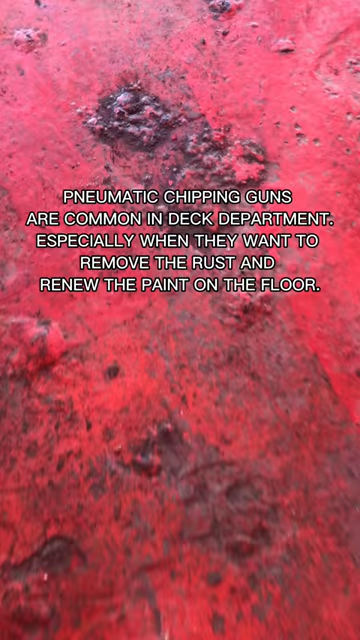 PNEUMATIC CHIPPING GUNS
ARE COMMON IN DECK DEPARTMENT.
ESPECIALLY WHEN THEY WANT TO
REMOVE THE RUST AND
RENEW THE PAINT ON THE FLOOR.